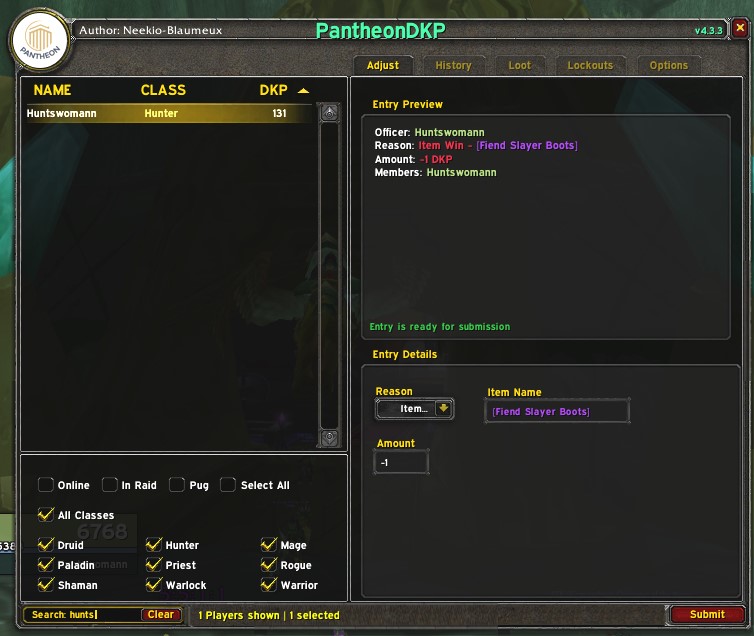 Author: Neekio-Blaumeux
PantheonDKP
v4.3.3
PANTHEON
Adjust
History
Loot
Lockouts
Options
NAME CLASS DKP
Huntswomann Hunter 131
Entry Preview
Officer: Huntswomann
Reason: Item Win - [Fiend Slayer Boots]
Amount: -1 DKP
Members: Huntswomann
Entry is ready for submission
Entry Details
Reason
Item...
Item Name
[Fiend Slayer Boots]
Amount
-1
Online In Raid Pug Select All
All Classes
6768
Druid Hunter Mage
Paladin Priest Rogue
omann
Shaman Warlock Warrior
Search: hunts
Clear
1 Players shown | 1 selected
Submit